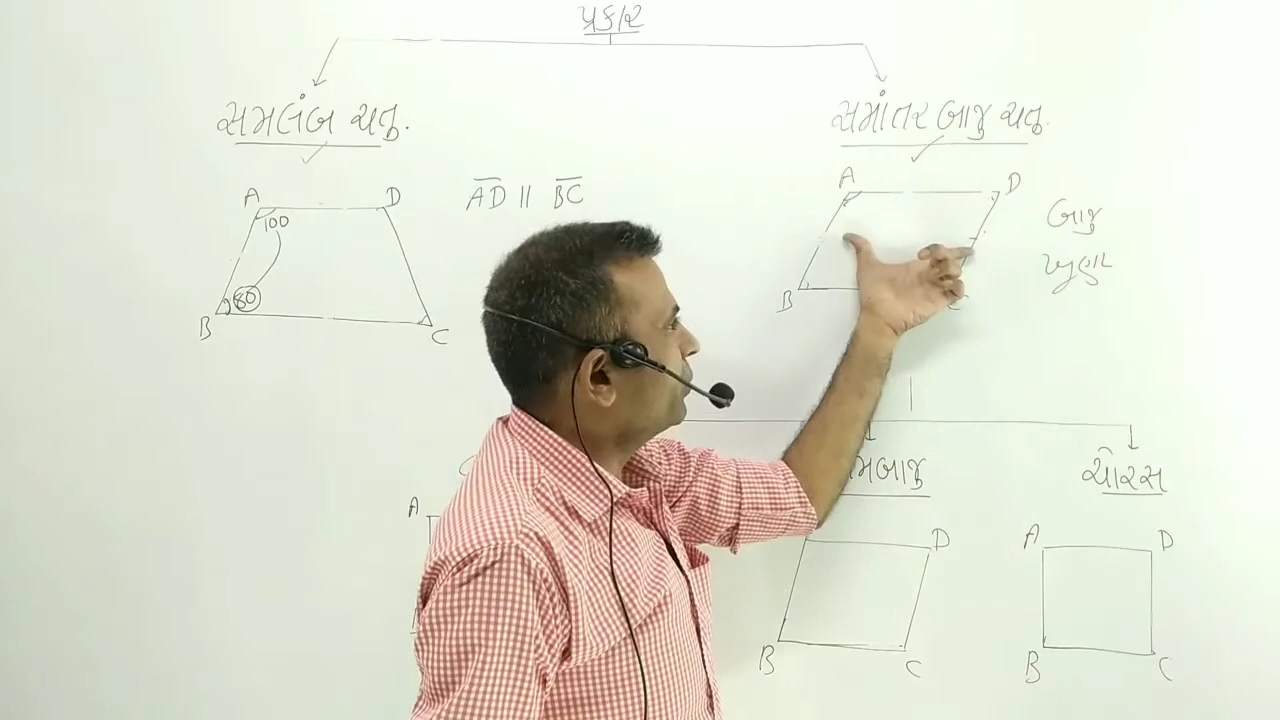 પ્રકાર
સમલંબ ચતુ.
સમાંતર બાજુ ચતુ.
A D
AD || BC
A D
100
બાજુ
80
B C
B C
ખૂણા
મબાજુ
ચોરસ
A
D
A D
B C
B C